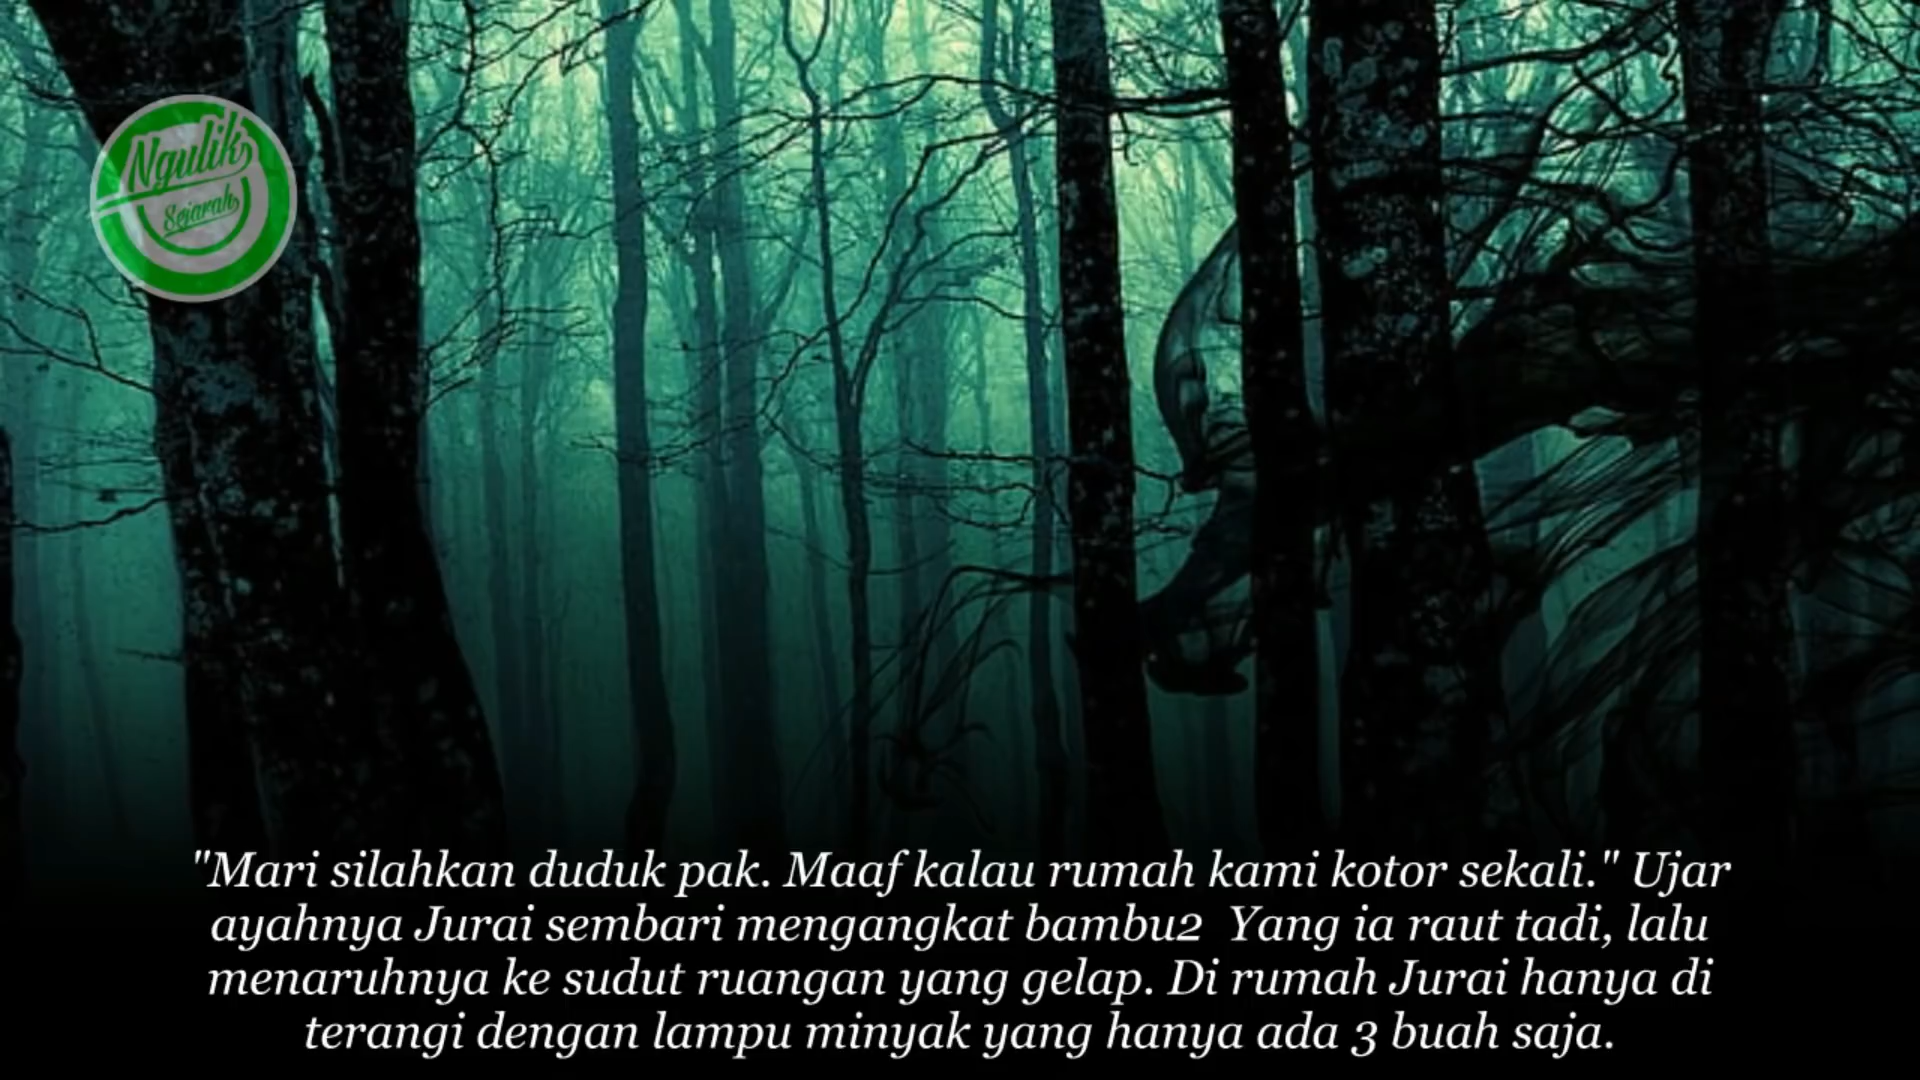 Ngulik
Sejarah
"Mari silahkan duduk pak. Maaf kalau rumah kami kotor sekali." Ujar
ayahnya Jurai sembari mengangkat bambu2  Yang ia raut tadi, lalu
menaruhnya ke sudut ruangan yang gelap. Di rumah Jurai hanya di
terangi dengan lampu minyak yang hanya ada 3 buah saja.